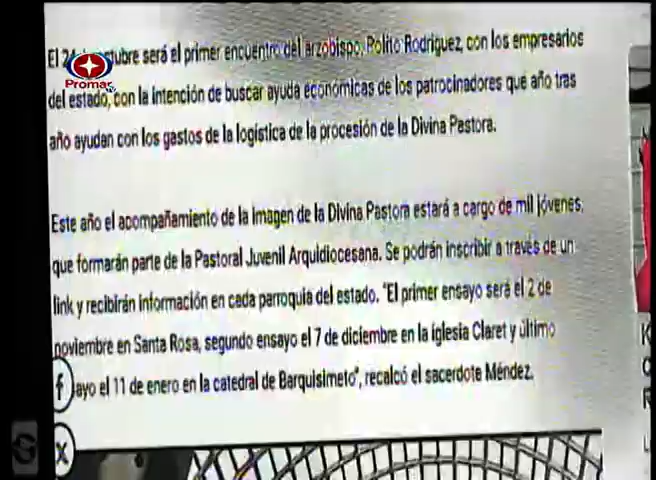 El 24 de octubre será el primer encuentro del arzobispo, Polito Rodríguez, con los empresarios
Promar
del estado, con la intención de buscar ayuda económicas de los patrocinadores que año tras
año ayudan con los gastos de la logística de la procesión de la Divina Pastora.
Este año el acompañamiento de la imagen de la Divina Pastora estará a cargo de mil jóvenes,
que formarán parte de la Pastoral Juvenil Arquidiocesana. Se podrán inscribir a través de un
link y recibirán información en cada parroquia del estado. "El primer ensayo será el 2 de
noviembre en Santa Rosa, segundo ensayo el 7 de diciembre en la iglesia Claret y último
f ayo el 11 de enero en la catedral de Barquisimeto", recalcó el sacerdote Méndez.
X